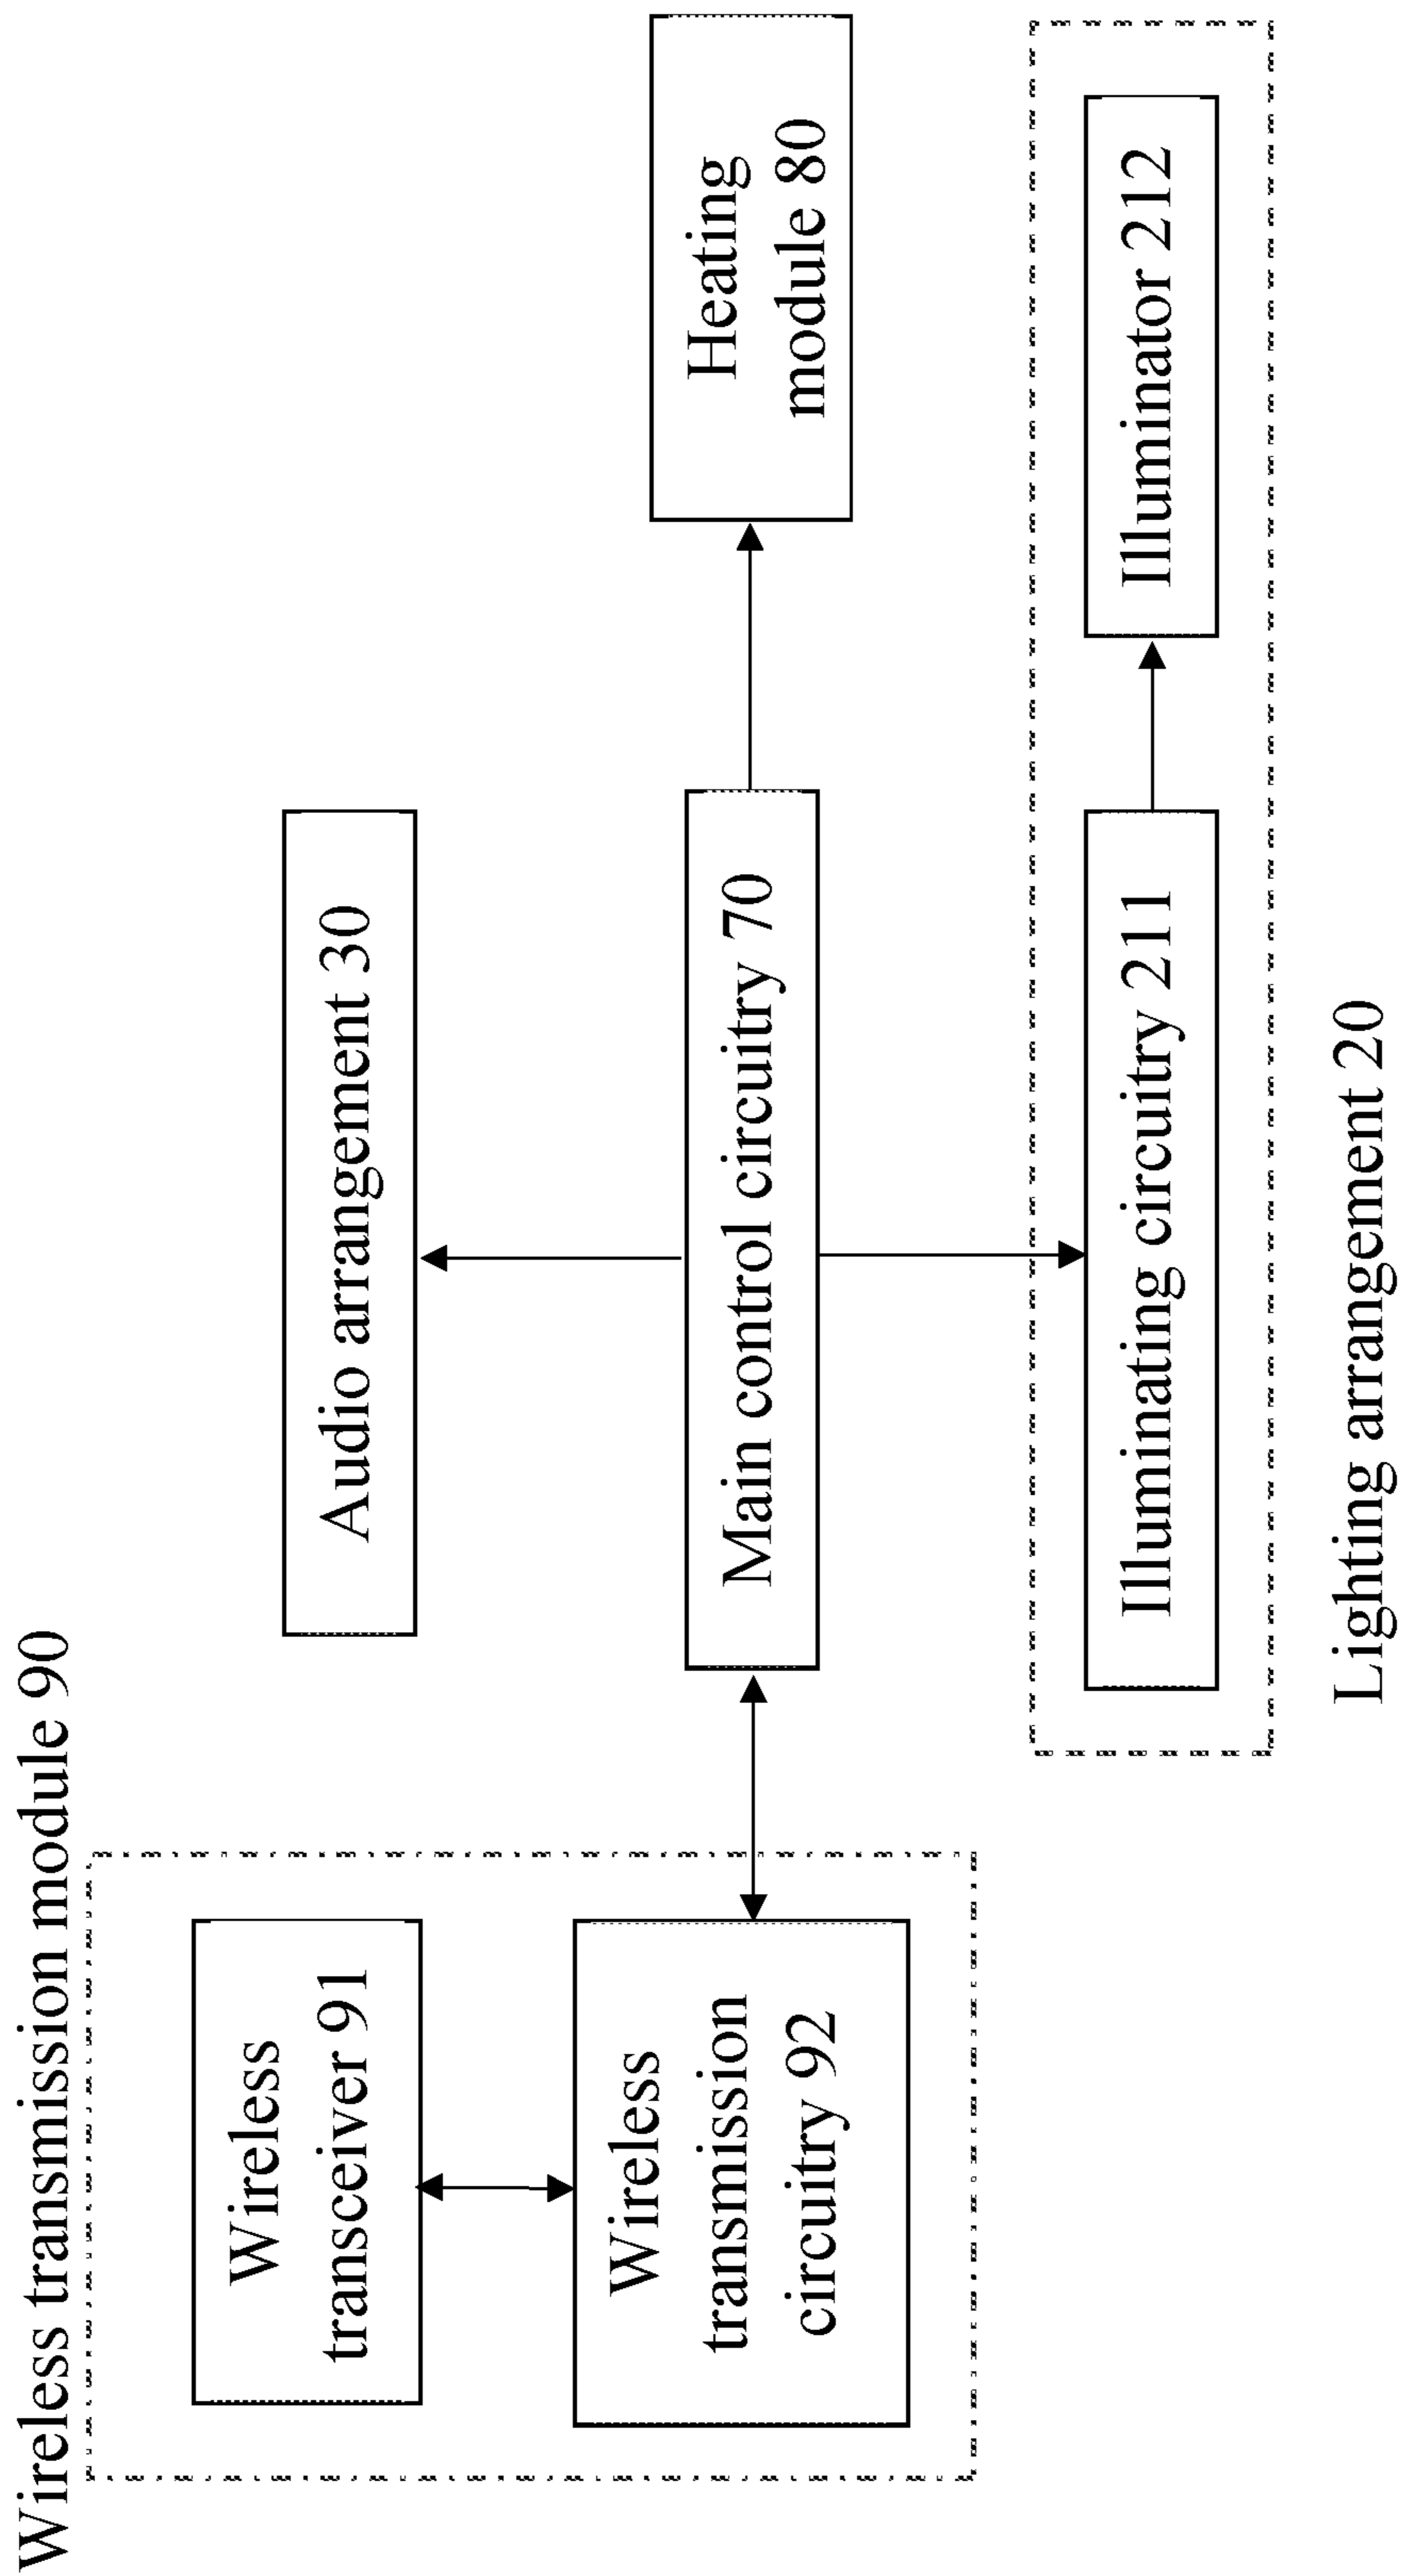 Wireless transmission module 90
Wireless
transceiver 91
Wireless
transmission
circuitry 92
Audio arrangement 30
Main control circuitry 70
Heating
module 80
Illuminating circuitry 211
Illuminator 212
Lighting arrangement 20